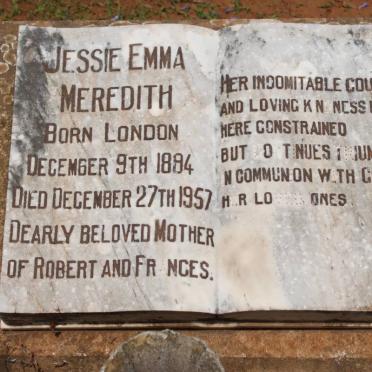 JESSIE EMMA
MEREDITH
BORN LONDON
DECEMBER 9TH 1884
DIED DECEMBER 27TH 1957
DEARLY BELOVED MOTHER
OF ROBERT AND FR NCES.
HER INDOMITABLE COU
AND LOVING K N NESS
HERE CONSTRAINED
BUT O TINUES
N COMMUN ON W TH
H R LO ONES